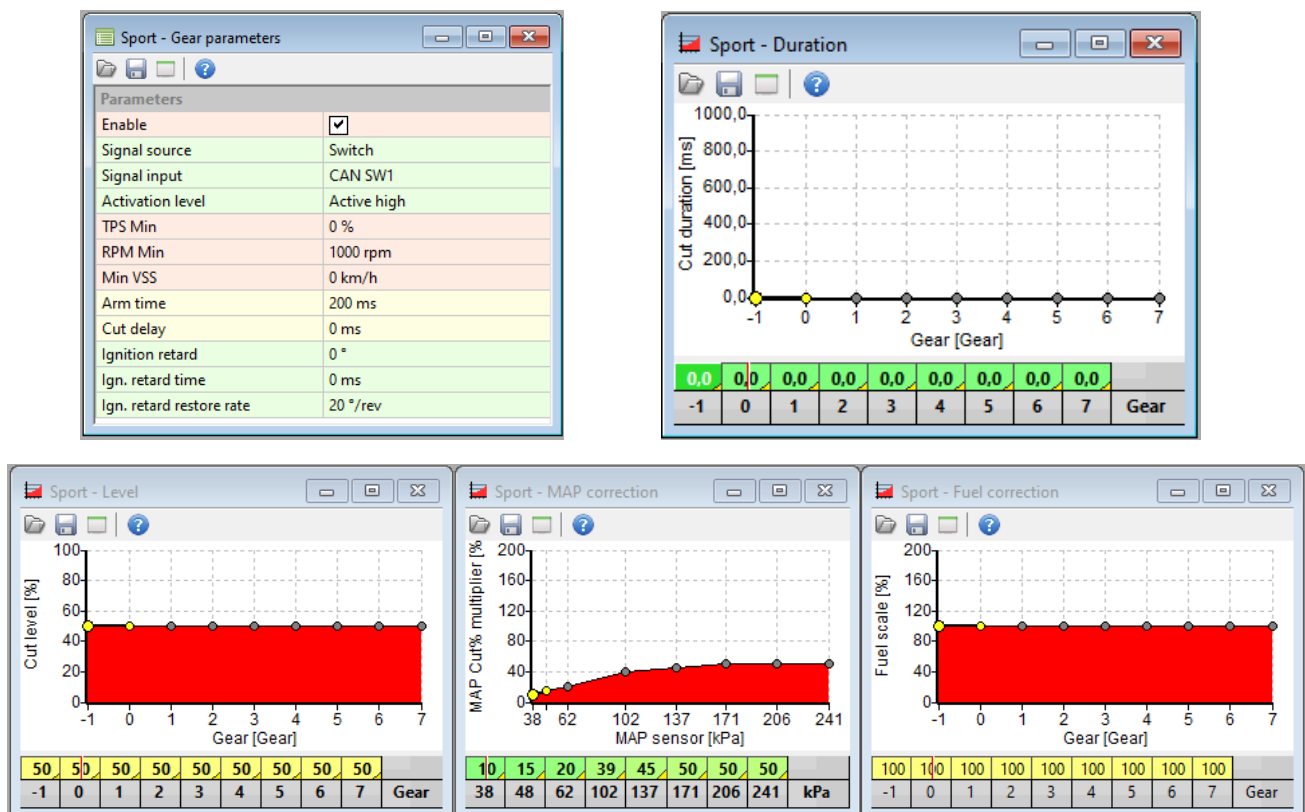 Sport - Gear parameters
Parameters
Enable
Signal source Switch
Signal input CAN SW1
Activation level Active high
TPS Min 0 %
RPM Min 1000 rpm
Min VSS 0 km/h
Arm time 200 ms
Cut delay 0 ms
Ignition retard 0 °
Ign. retard time 0 ms
Ign. retard restore rate 20 °/rev
Sport - Duration
Cut duration [ms]
1000,0
800,0
600,0
400,0
200,0
0,0
-1 0 1 2 3 4 5 6 7
Gear [Gear]
0,0 0,0 0,0 0,0 0,0 0,0 0,0 0,0 0,0
-1 0 1 2 3 4 5 6 7 Gear
Sport - Level
Cut level [%]
100
80
60
40
20
0
-1 0 1 2 3 4 5 6 7
Gear [Gear]
50 50 50 50 50 50 50 50 50
-1 0 1 2 3 4 5 6 7 Gear
Sport - MAP correction
MAP Cut% multiplier [%
200
160
120
80
40
0
38 62 102 137 171 206 241
MAP sensor [kPa]
10 15 20 39 45 50 50 50
38 48 62 102 137 171 206 241 kPa
Sport - Fuel correction
Fuel scale [%]
200
160
120
80
40
0
-1 0 1 2 3 4 5 6 7
Gear [Gear]
100 100 100 100 100 100 100 100 100
-1 0 1 2 3 4 5 6 7 Gear